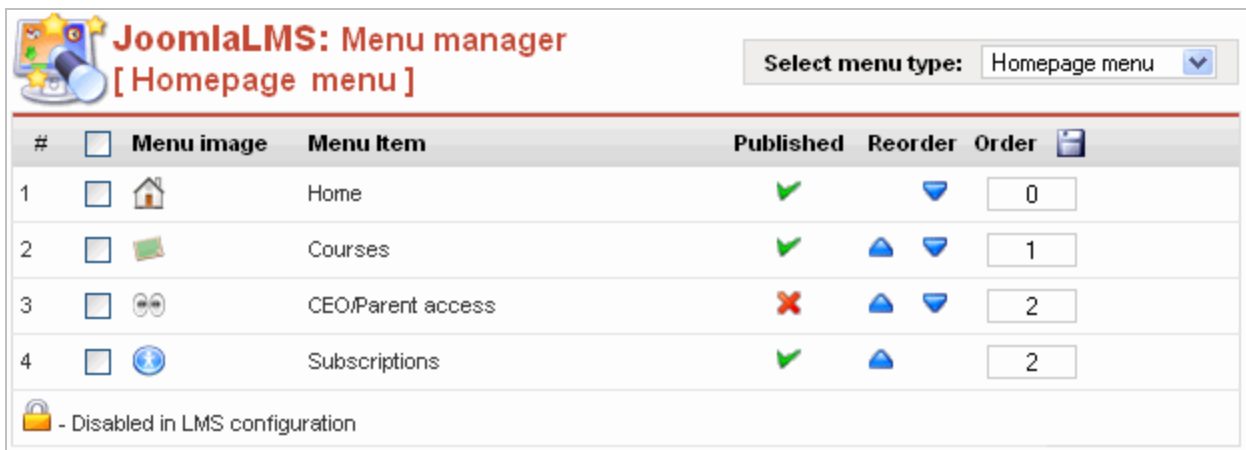 JoomlaLMS: Menu manager
[ Homepage menu ]
Select menu type: Homepage menu
# Menu image Menu Item Published Reorder Order
1 Home 0
2 Courses 1
3 CEO/Parent access 2
4 Subscriptions 2
- Disabled in LMS configuration